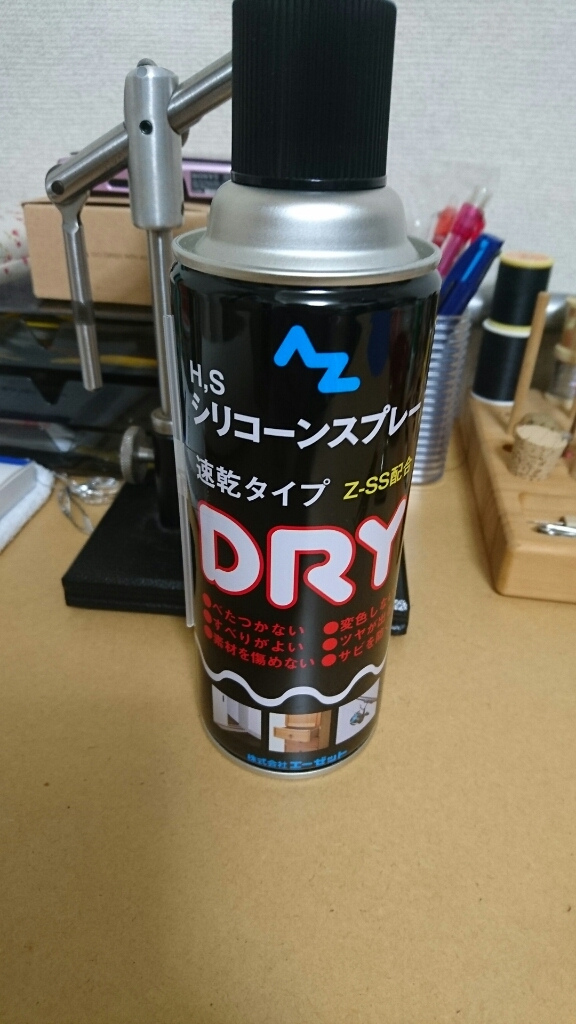 AZ
H,S
シリコーンスプレー
速乾タイプ Z-SS配合
DRY
●べたつかない
●すべりがよい
●素材を傷めない
●変色しな
●ツヤが出
●サビを
株式会社エーゼット